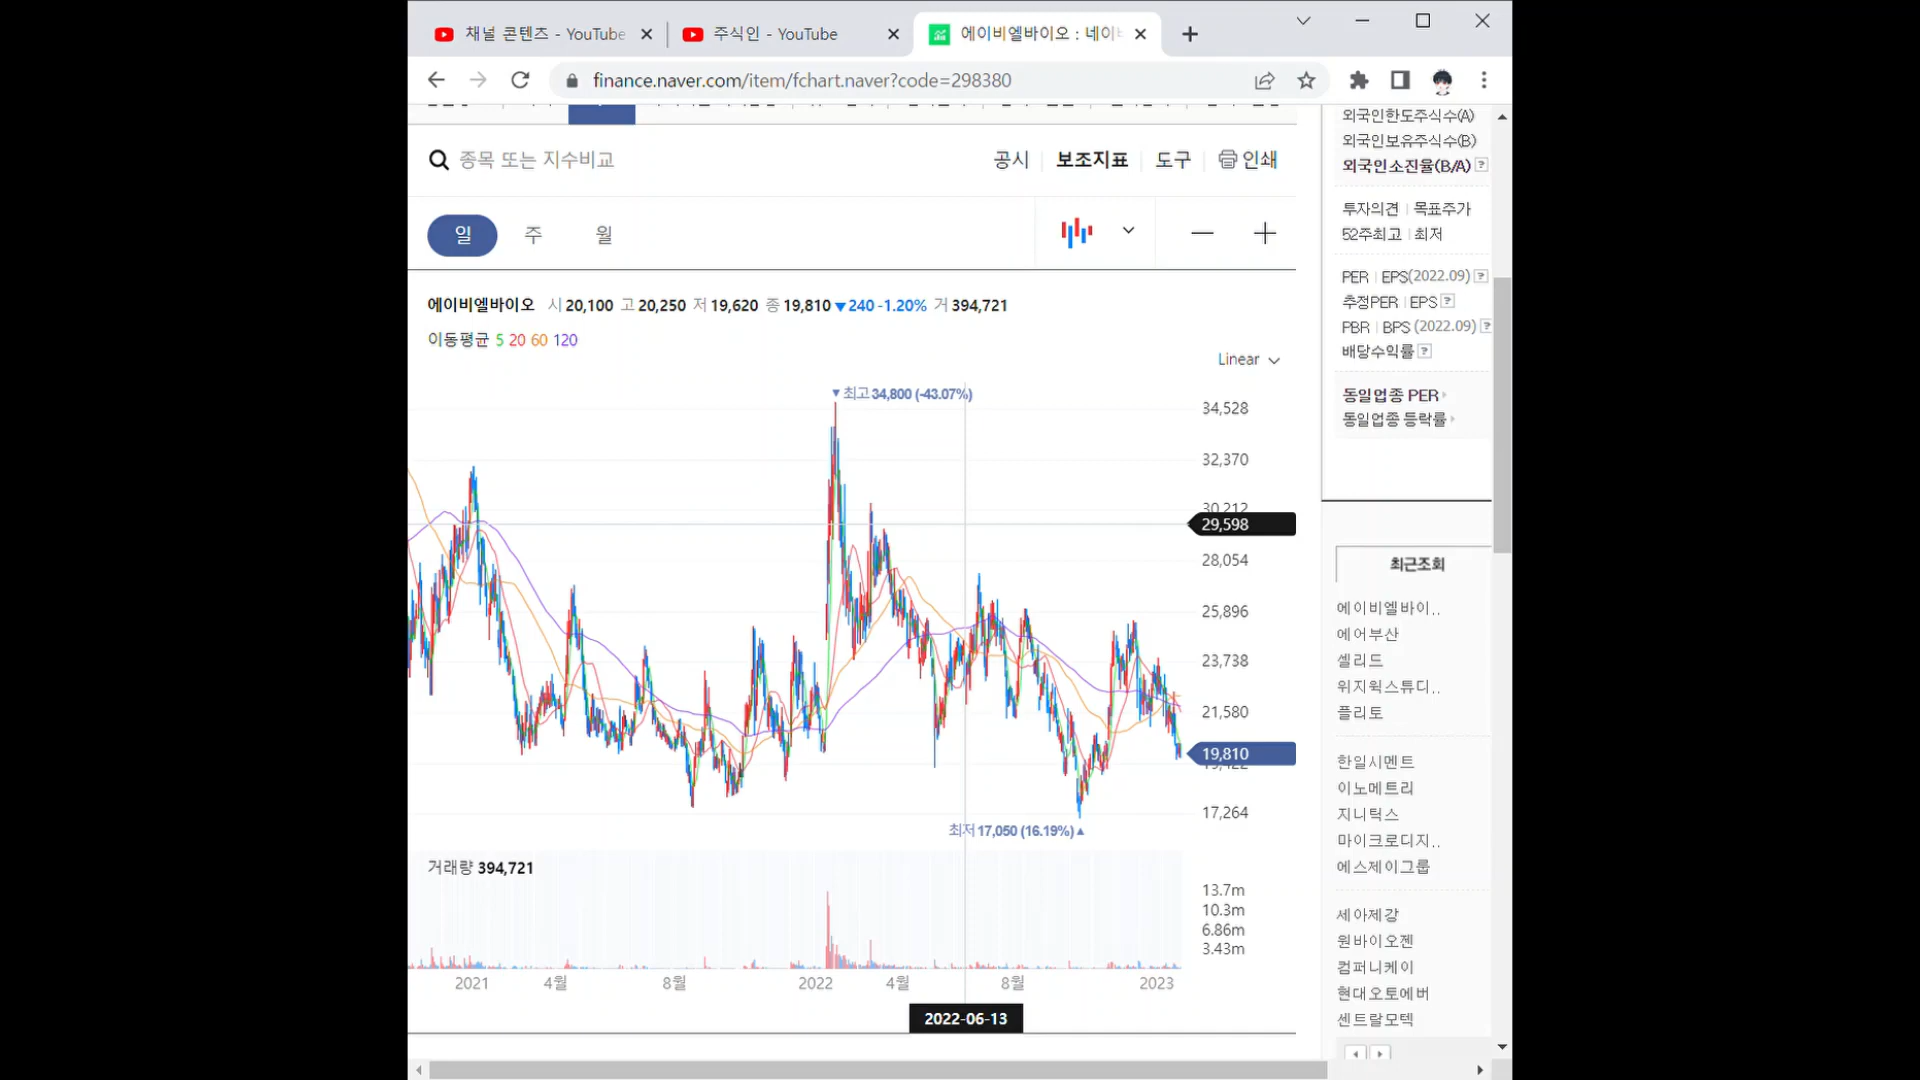 채널 콘텐츠 - YouTube
주식인 - YouTube
에이비엘바이오 : 네이버
finance.naver.com/item/fchart.naver?code=298380
종목 또는 지수비교
공시 보조지표 도구 인쇄
일 주 월
에이비엘바이오 시 20,100 고 20,250 저 19,620 종 19,810 ▼240 -1.20% 거 394,721
이동평균 5 20 60 120
Linear
▼최고 34,800 (-43.07%)
34,528
32,370
30,212
29,598
28,054
25,896
23,738
21,580
19,810
19,422
17,264
최저 17,050 (16.19%)▲
거래량 394,721
13.7m
10.3m
6.86m
3.43m
2021 4월 8월 2022 4월 8월 2023
2022-06-13
외국인한도주식수(A)
외국인보유주식수(B)
외국인소진율(B/A) ?
투자의견 | 목표주가
52주최고 | 최저
PER | EPS(2022.09) ?
추정PER | EPS ?
PBR | BPS (2022.09) ?
배당수익률 ?
동일업종 PER
동일업종 등락률
최근조회
에이비엘바이..
에어부산
셀리드
위지윅스튜디..
플리토
한일시멘트
이노메트리
지니틱스
마이크로디지..
에스제이그룹
세아제강
원바이오젠
컴퍼니케이
현대오토에버
센트랄모텍